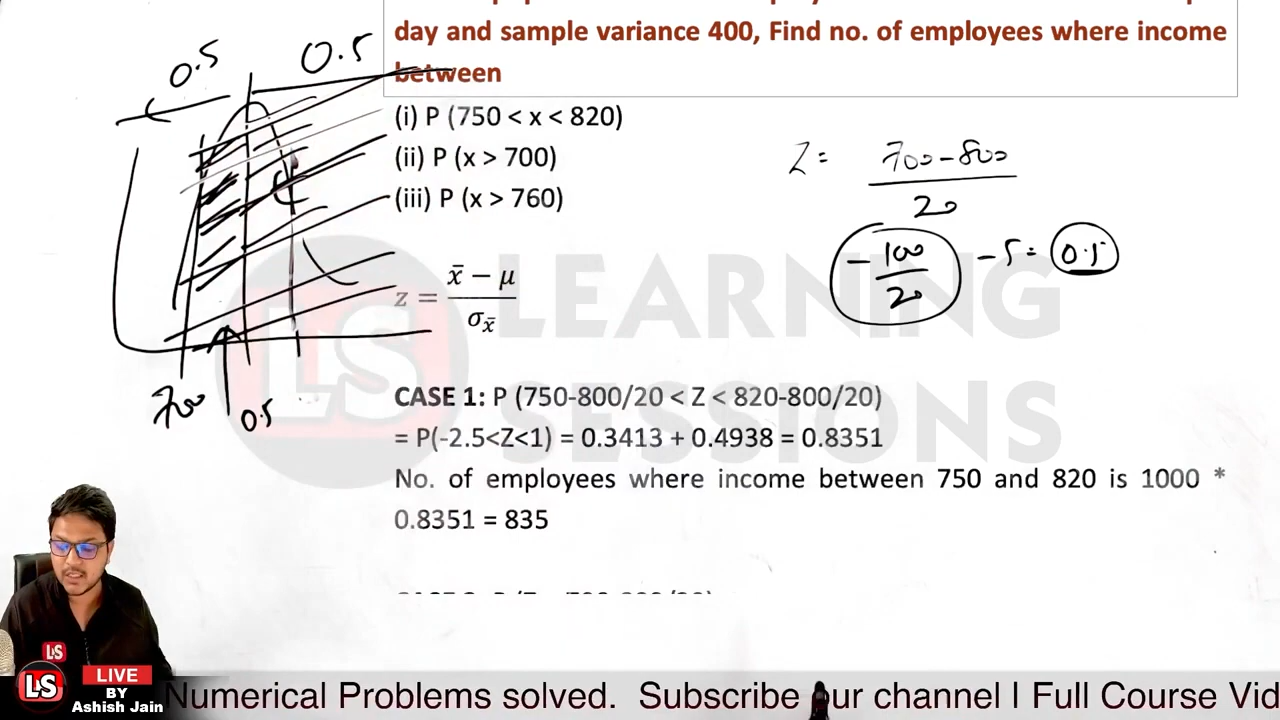 day and sample variance 400, Find no. of employees where income
between
(i) P (750 < x < 820)
(ii) P (x > 700)
(iii) P (x > 760)
z = x̄ − μ / σx̄
CASE 1: P (750-800/20 < Z < 820-800/20)
= P(-2.5<Z<1) = 0.3413 + 0.4938 = 0.8351
No. of employees where income between 750 and 820 is 1000 *
0.8351 = 835
0.5 0.5
700 0.5
Z = 700-800 / 20
-100 / 20 -5 = 0.5
LEARNING
SESSIONS
LS
LS
LS
LIVE
BY
Ashish Jain
Numerical Problems solved. Subscribe our channel I Full Course Vid